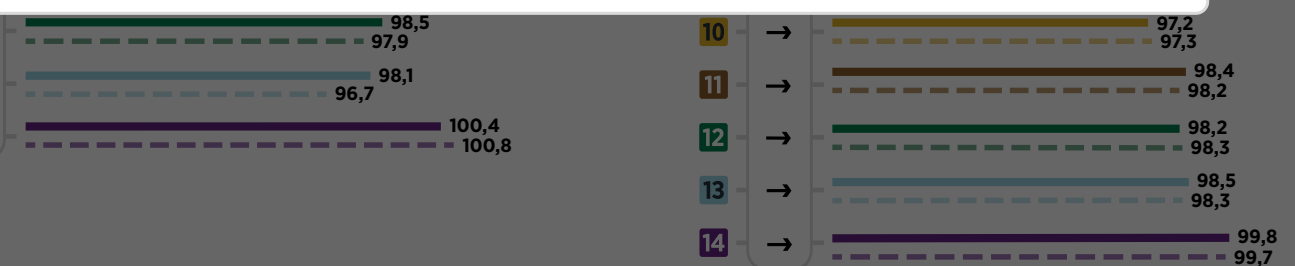 98,5
97,9
98,1
96,7
100,4
100,8
10 → 97,2
97,3
11 → 98,4
98,2
12 → 98,2
98,3
13 → 98,5
98,3
14 → 99,8
99,7